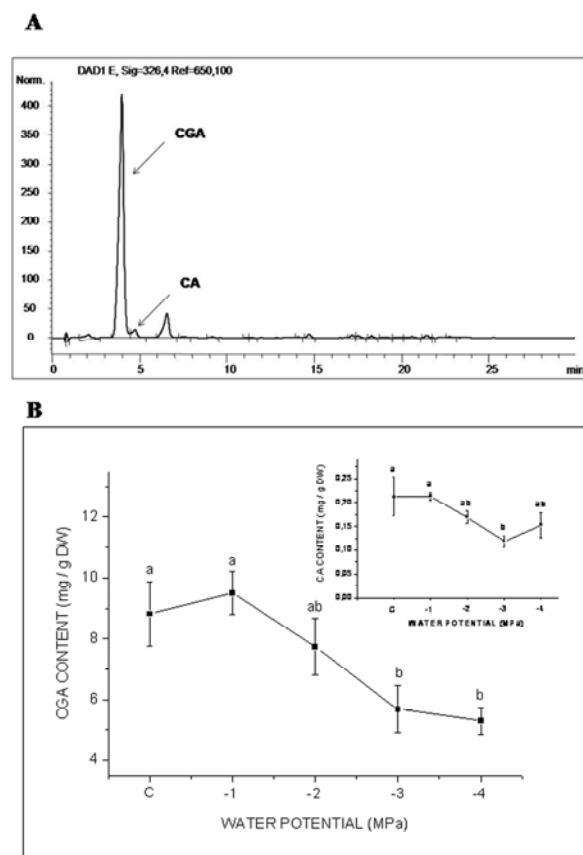 A
DAD1 E, Sig=326,4 Ref=650,100
Norm.
400
350
300
250
200
150
100
50
0
CGA
CA
0 5 10 15 20 25 min
B
CGA CONTENT (mg / g DW)
12
10
8
6
4
a a ab b b
C -1 -2 -3 -4
WATER POTENTIAL (MPa)
CA CONTENT (mg / g DW)
0,25
0,20
0,15
0,10
0,05
0,00
a a ab b ab
C -1 -2 -3 -4
WATER POTENTIAL (MPa)